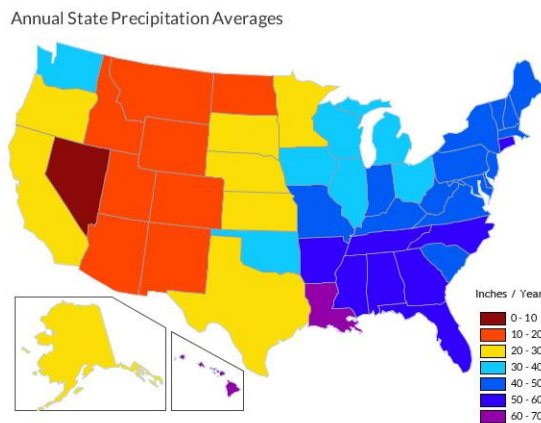 Annual State Precipitation Averages
Inches / Year
0 - 10
10 - 20
20 - 30
30 - 40
40 - 50
50 - 60
60 - 70